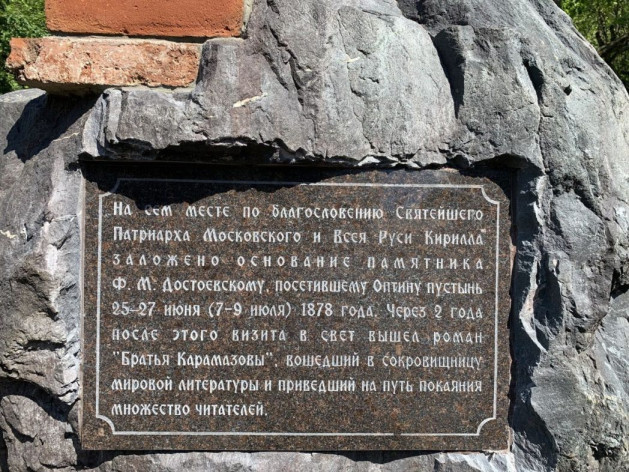 На сем месте по благословению Святейшего
Патриарха Московского и Всея Руси Кирилла
заложено основание памятника
Ф. М. Достоевскому, посетившему Оптину пустынь
25–27 июня (7–9 июля) 1878 года. Через 2 года
после этого визита в свет вышел роман
"Братья Карамазовы", вошедший в сокровищницу
мировой литературы и приведший на путь покаяния
множество читателей.